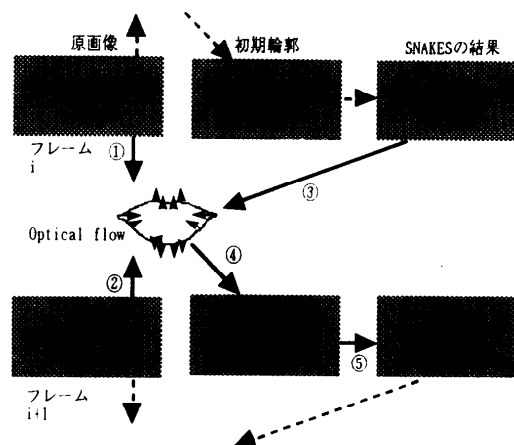 原画像
初期輪郭
SNAKESの結果
フレーム
i
①
③
Optical flow
④
②
⑤
フレーム
i+1